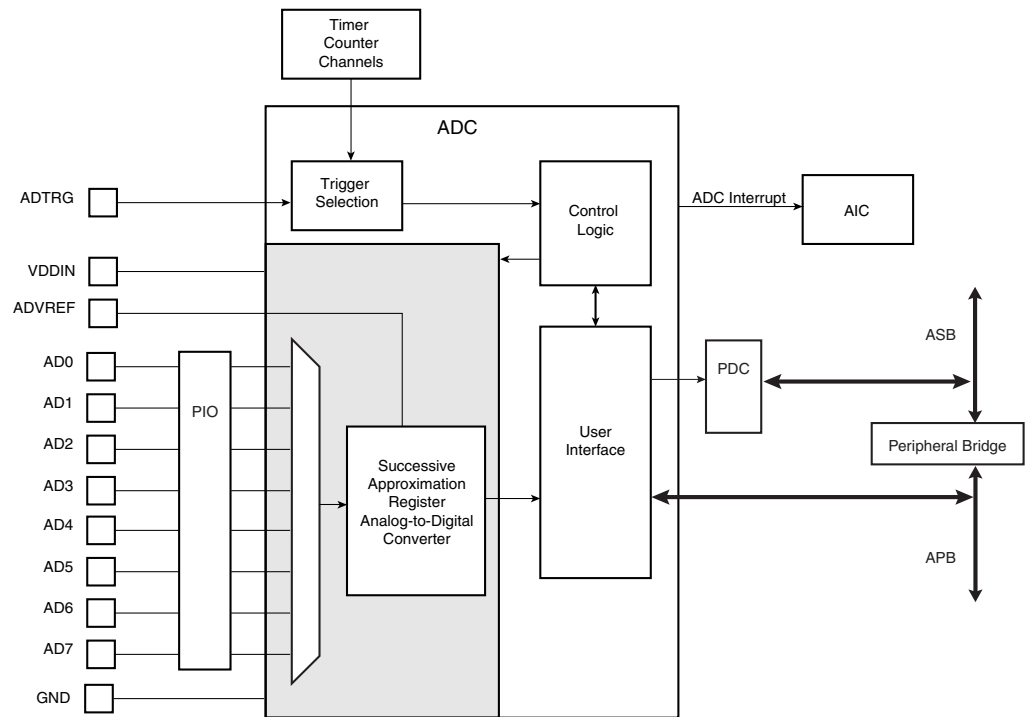 Timer
Counter
Channels
ADC
ADTRG
Trigger
Selection
Control
Logic
ADC Interrupt
AIC
VDDIN
ADVREF
AD0
AD1
AD2
AD3
AD4
AD5
AD6
AD7
GND
PIO
Successive
Approximation
Register
Analog-to-Digital
Converter
User
Interface
PDC
ASB
Peripheral Bridge
APB